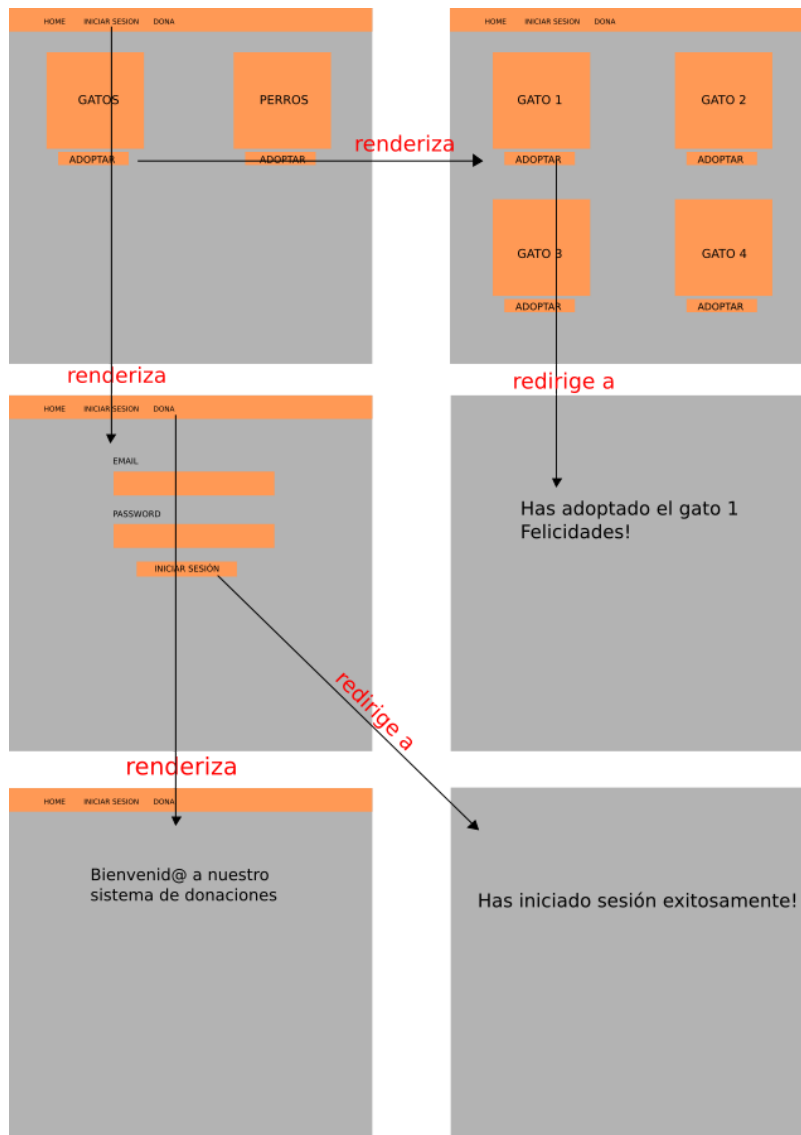 HOME INICIAR SESION DONA
GATOS PERROS
ADOPTAR ADOPTAR
renderiza
HOME INICIAR SESION DONA
GATO 1 GATO 2
ADOPTAR ADOPTAR
GATO 3 GATO 4
ADOPTAR ADOPTAR
renderiza
redirige a
HOME INICIAR SESION DONA
EMAIL
PASSWORD
INICIAR SESIÓN
Has adoptado el gato 1
Felicidades!
redirige a
renderiza
HOME INICIAR SESION DONA
Bienvenid@ a nuestro
sistema de donaciones
Has iniciado sesión exitosamente!